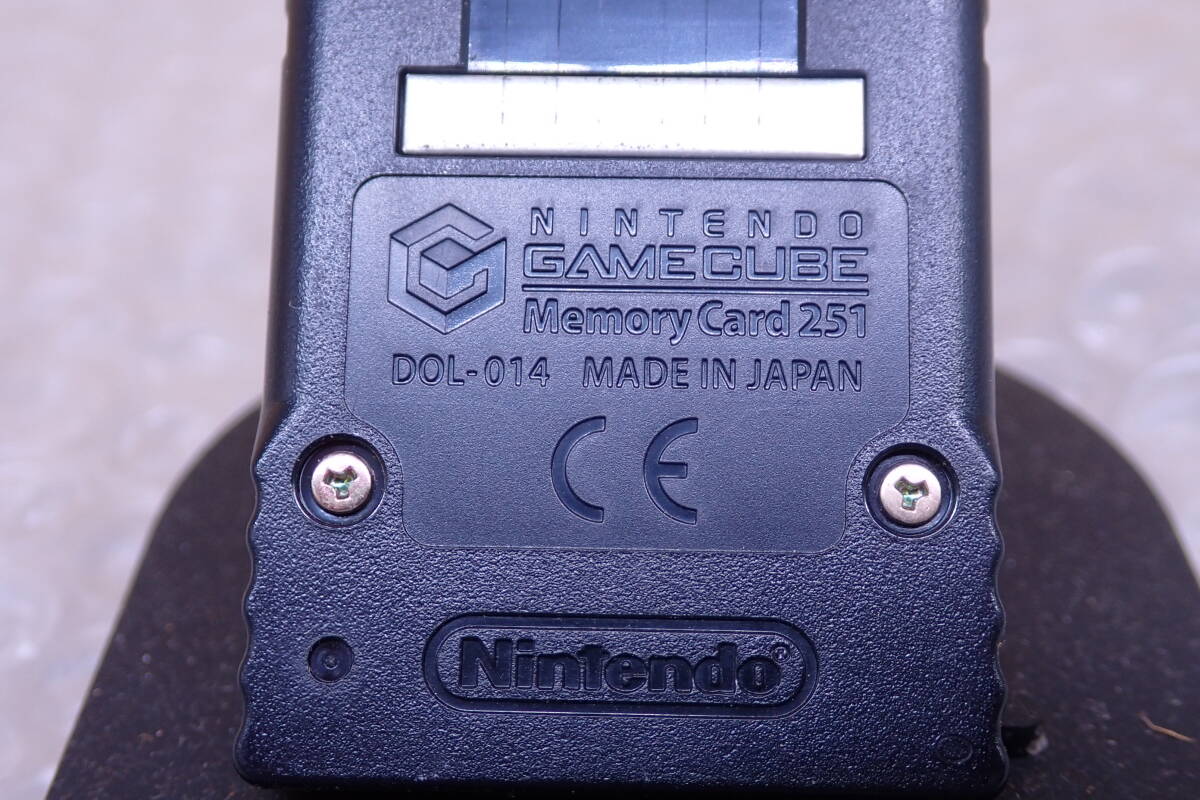 NINTENDO
GAMECUBE
Memory Card 251
DOL-014 MADE IN JAPAN
CE
Nintendo®